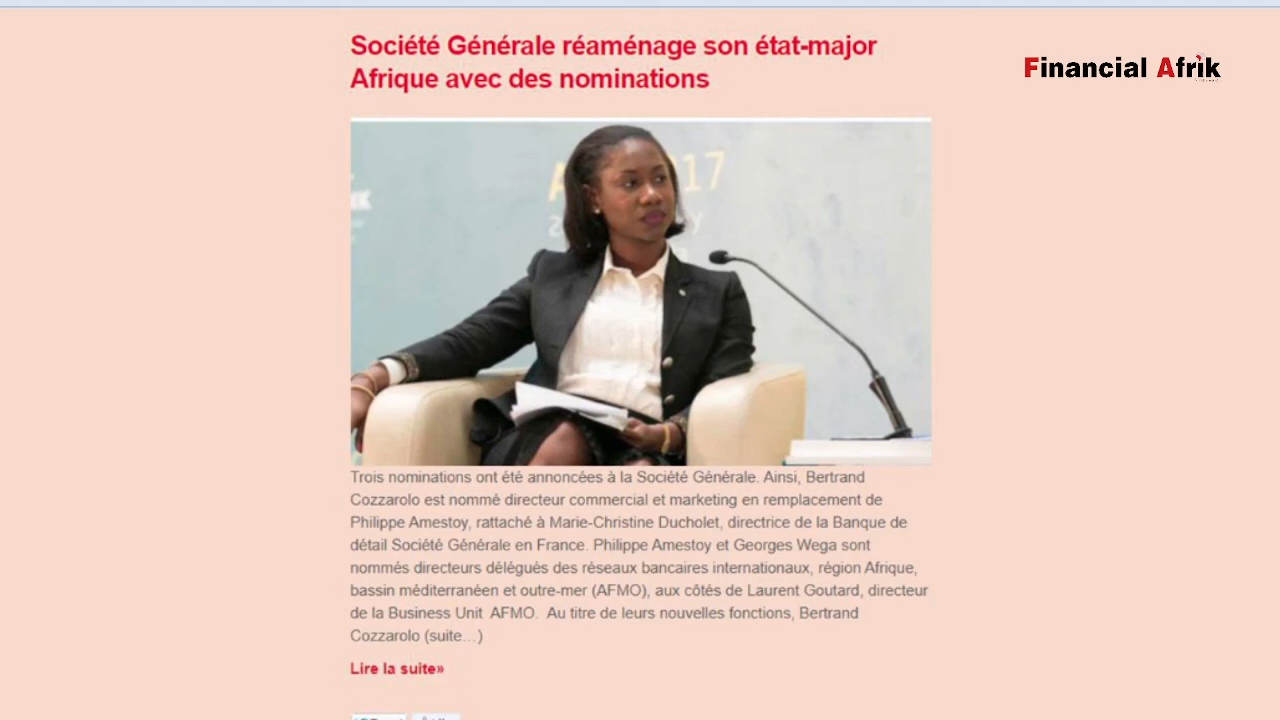 Société Générale réaménage son état-major
Afrique avec des nominations
Financial Afrik
17
Trois nominations ont été annoncées à la Société Générale. Ainsi, Bertrand
Cozzarolo est nommé directeur commercial et marketing en remplacement de
Philippe Amestoy, rattaché à Marie-Christine Ducholet, directrice de la Banque de
détail Société Générale en France. Philippe Amestoy et Georges Wega sont
nommés directeurs délégués des réseaux bancaires internationaux, région Afrique,
bassin méditerranéen et outre-mer (AFMO), aux côtés de Laurent Goutard, directeur
de la Business Unit AFMO. Au titre de leurs nouvelles fonctions, Bertrand
Cozzarolo (suite…)
Lire la suite»